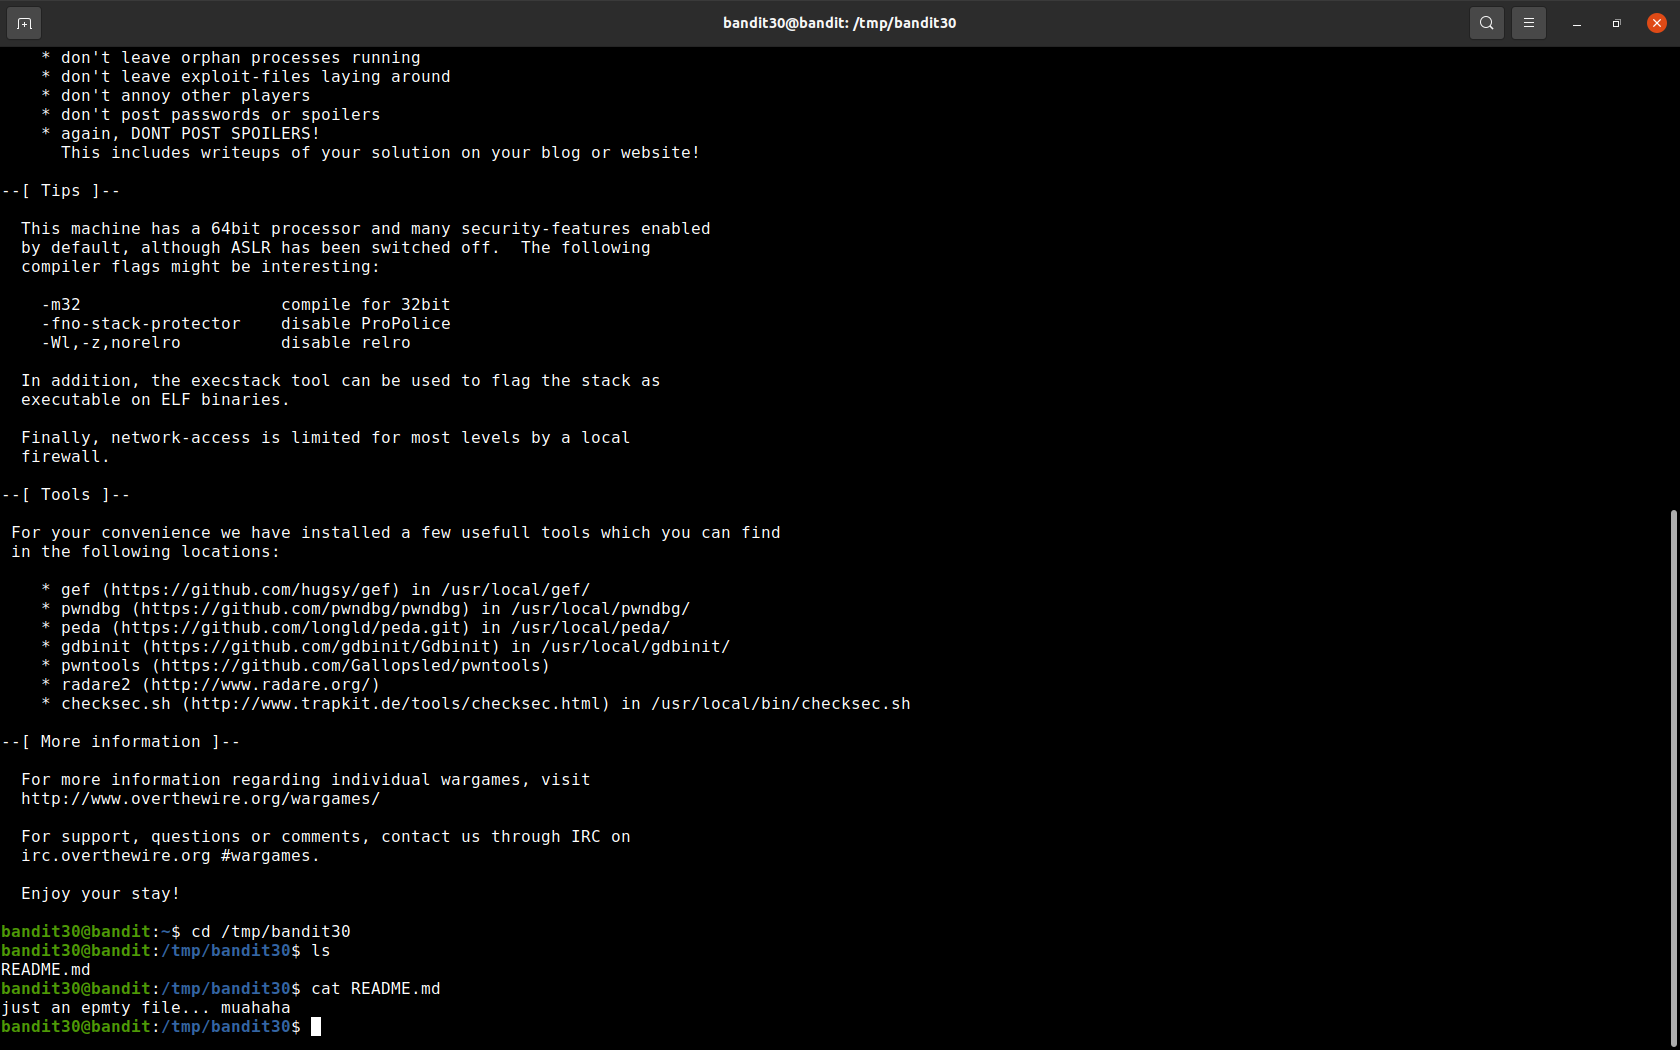 bandit30@bandit: /tmp/bandit30
* don't leave orphan processes running
* don't leave exploit-files laying around
* don't annoy other players
* don't post passwords or spoilers
* again, DONT POST SPOILERS!
This includes writeups of your solution on your blog or website!
--[ Tips ]--
This machine has a 64bit processor and many security-features enabled
by default, although ASLR has been switched off.  The following
compiler flags might be interesting:
-m32                    compile for 32bit
-fno-stack-protector    disable ProPolice
-Wl,-z,norelro          disable relro
In addition, the execstack tool can be used to flag the stack as
executable on ELF binaries.
Finally, network-access is limited for most levels by a local
firewall.
--[ Tools ]--
For your convenience we have installed a few usefull tools which you can find
in the following locations:
* gef (https://github.com/hugsy/gef) in /usr/local/gef/
* pwndbg (https://github.com/pwndbg/pwndbg) in /usr/local/pwndbg/
* peda (https://github.com/longld/peda.git) in /usr/local/peda/
* gdbinit (https://github.com/gdbinit/Gdbinit) in /usr/local/gdbinit/
* pwntools (https://github.com/Gallopsled/pwntools)
* radare2 (http://www.radare.org/)
* checksec.sh (http://www.trapkit.de/tools/checksec.html) in /usr/local/bin/checksec.sh
--[ More information ]--
For more information regarding individual wargames, visit
http://www.overthewire.org/wargames/
For support, questions or comments, contact us through IRC on
irc.overthewire.org #wargames.
Enjoy your stay!
bandit30@bandit:~$ cd /tmp/bandit30
bandit30@bandit:/tmp/bandit30$ ls
README.md
bandit30@bandit:/tmp/bandit30$ cat README.md
just an epmty file... muahaha
bandit30@bandit:/tmp/bandit30$